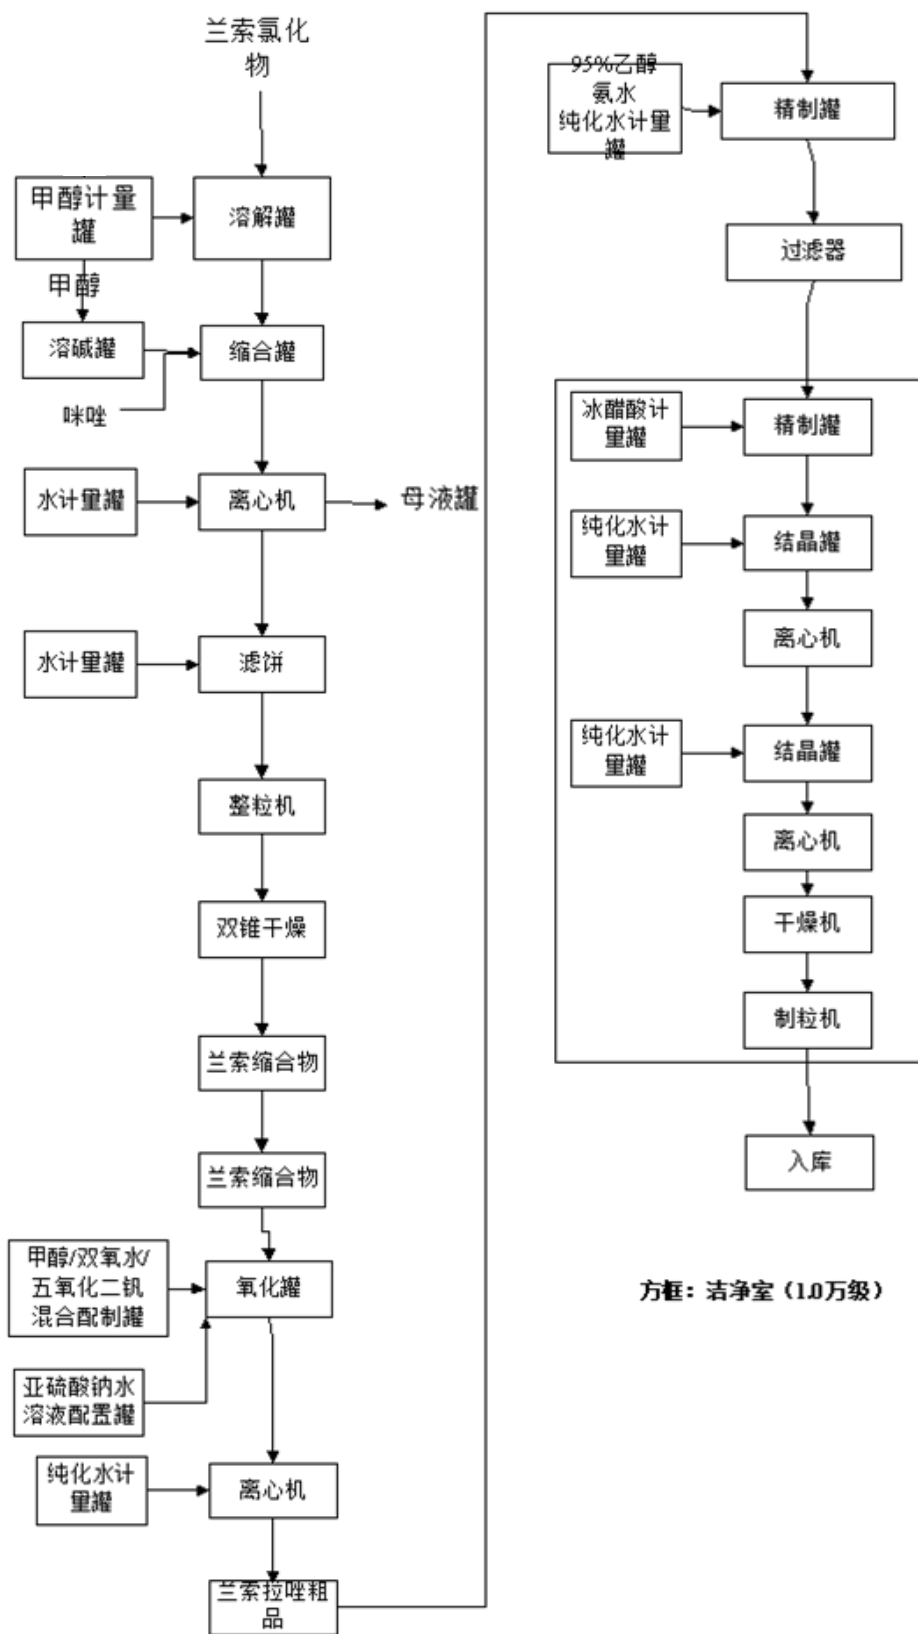 兰索氯化
物
甲醇计量
罐
溶解罐
甲醇
溶碱罐
缩合罐
咪唑
水计量罐
离心机
母液罐
水计量罐
滤饼
整粒机
双锥干燥
兰索缩合物
兰索缩合物
甲醇/双氧水/
五氧化二钒
混合配制罐
氧化罐
亚硫酸钠水
溶液配置罐
纯化水计
量罐
离心机
兰索拉唑粗
品
95%乙醇
氨水
纯化水计量
罐
精制罐
过滤器
冰醋酸计
量罐
精制罐
纯化水计
量罐
结晶罐
离心机
纯化水计
量罐
结晶罐
离心机
干燥机
制粒机
入库
方框：洁净室（1.0万级）